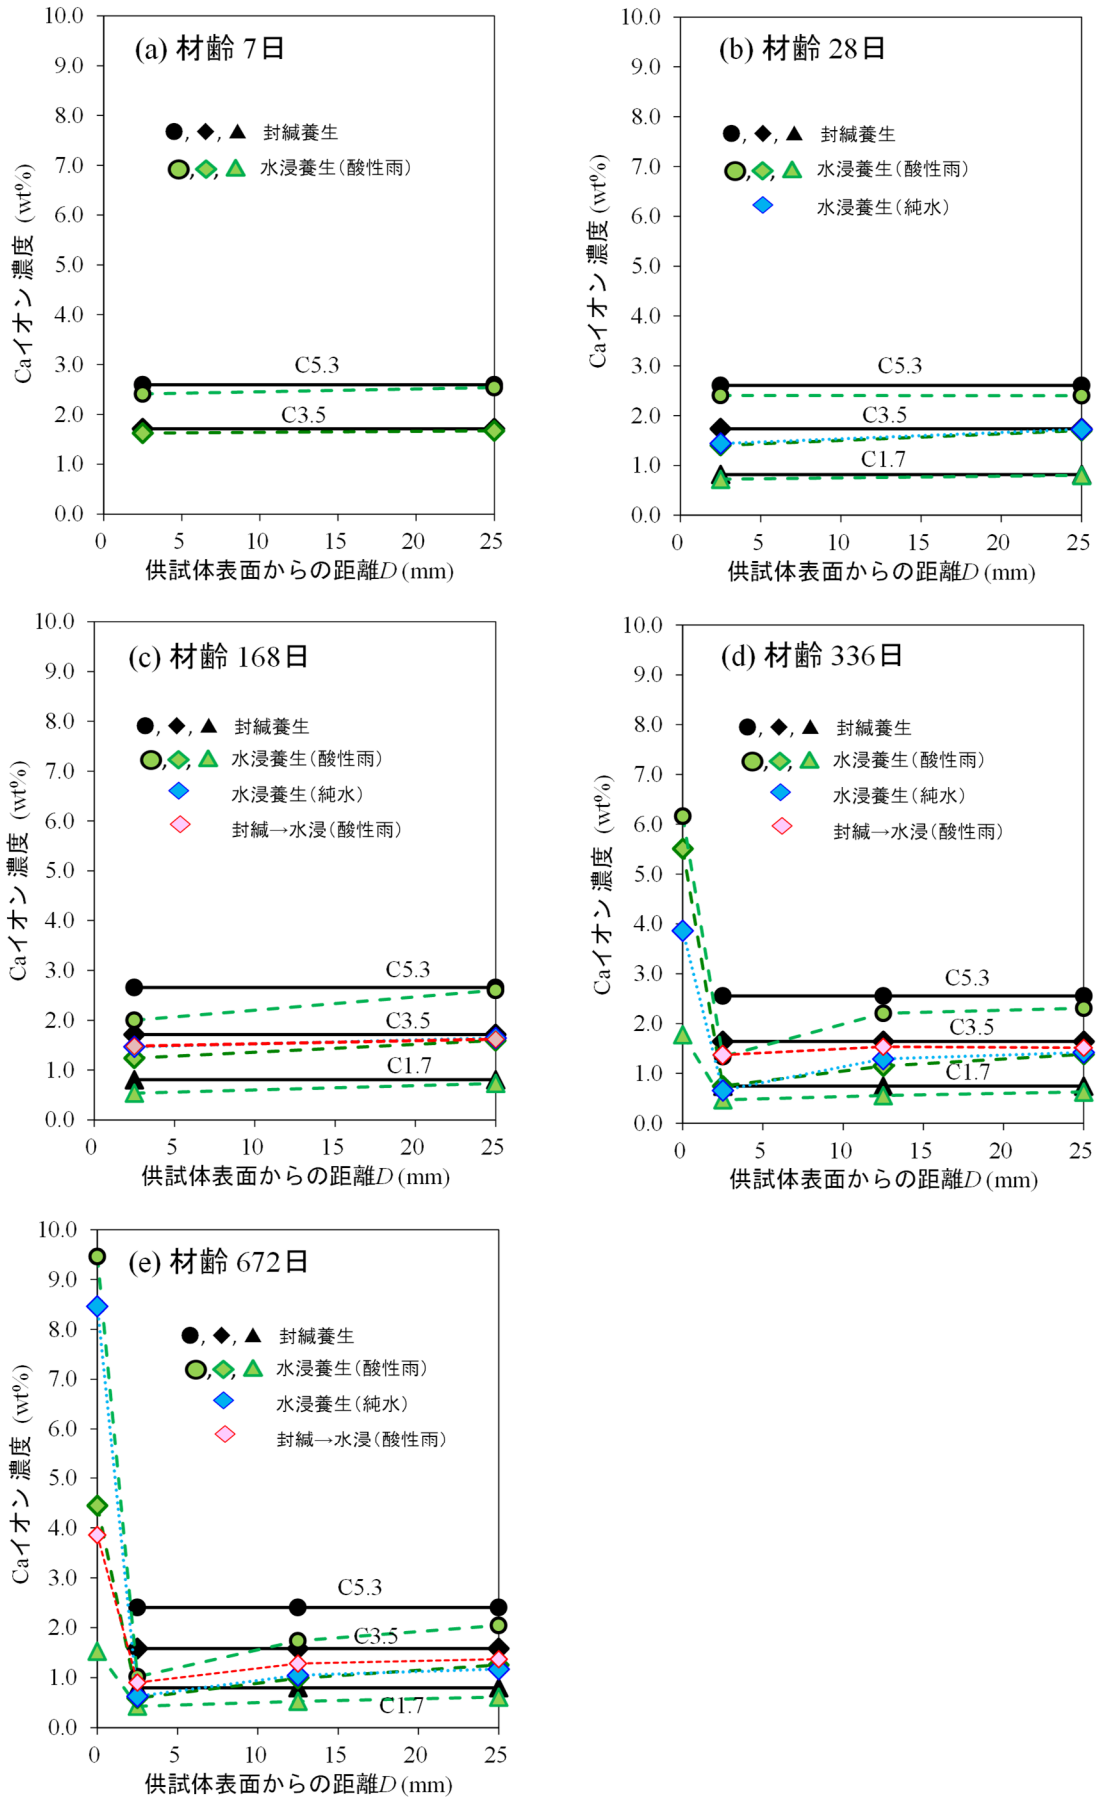 (a) 材齢 7日
10.0
9.0
8.0
7.0
6.0
5.0
4.0
3.0
2.0
1.0
0.0
Caイオン濃度 (wt%)
, , 封緘養生
, , 水浸養生(酸性雨)
C5.3
C3.5
0 5 10 15 20 25
供試体表面からの距離D (mm)
(b) 材齢 28日
10.0
9.0
8.0
7.0
6.0
5.0
4.0
3.0
2.0
1.0
0.0
Caイオン濃度 (wt%)
, , 封緘養生
, , 水浸養生(酸性雨)
水浸養生(純水)
C5.3
C3.5
C1.7
0 5 10 15 20 25
供試体表面からの距離D (mm)
(c) 材齢 168日
10.0
9.0
8.0
7.0
6.0
5.0
4.0
3.0
2.0
1.0
0.0
Caイオン濃度 (wt%)
, , 封緘養生
, , 水浸養生(酸性雨)
水浸養生(純水)
封緘→水浸(酸性雨)
C5.3
C3.5
C1.7
0 5 10 15 20 25
供試体表面からの距離D (mm)
(d) 材齢 336日
10.0
9.0
8.0
7.0
6.0
5.0
4.0
3.0
2.0
1.0
0.0
Caイオン濃度 (wt%)
, , 封緘養生
, , 水浸養生(酸性雨)
水浸養生(純水)
封緘→水浸(酸性雨)
C5.3
C3.5
C1.7
0 5 10 15 20 25
供試体表面からの距離D (mm)
(e) 材齢 672日
10.0
9.0
8.0
7.0
6.0
5.0
4.0
3.0
2.0
1.0
0.0
Caイオン濃度 (wt%)
, , 封緘養生
, , 水浸養生(酸性雨)
水浸養生(純水)
封緘→水浸(酸性雨)
C5.3
C3.5
C1.7
0 5 10 15 20 25
供試体表面からの距離D (mm)